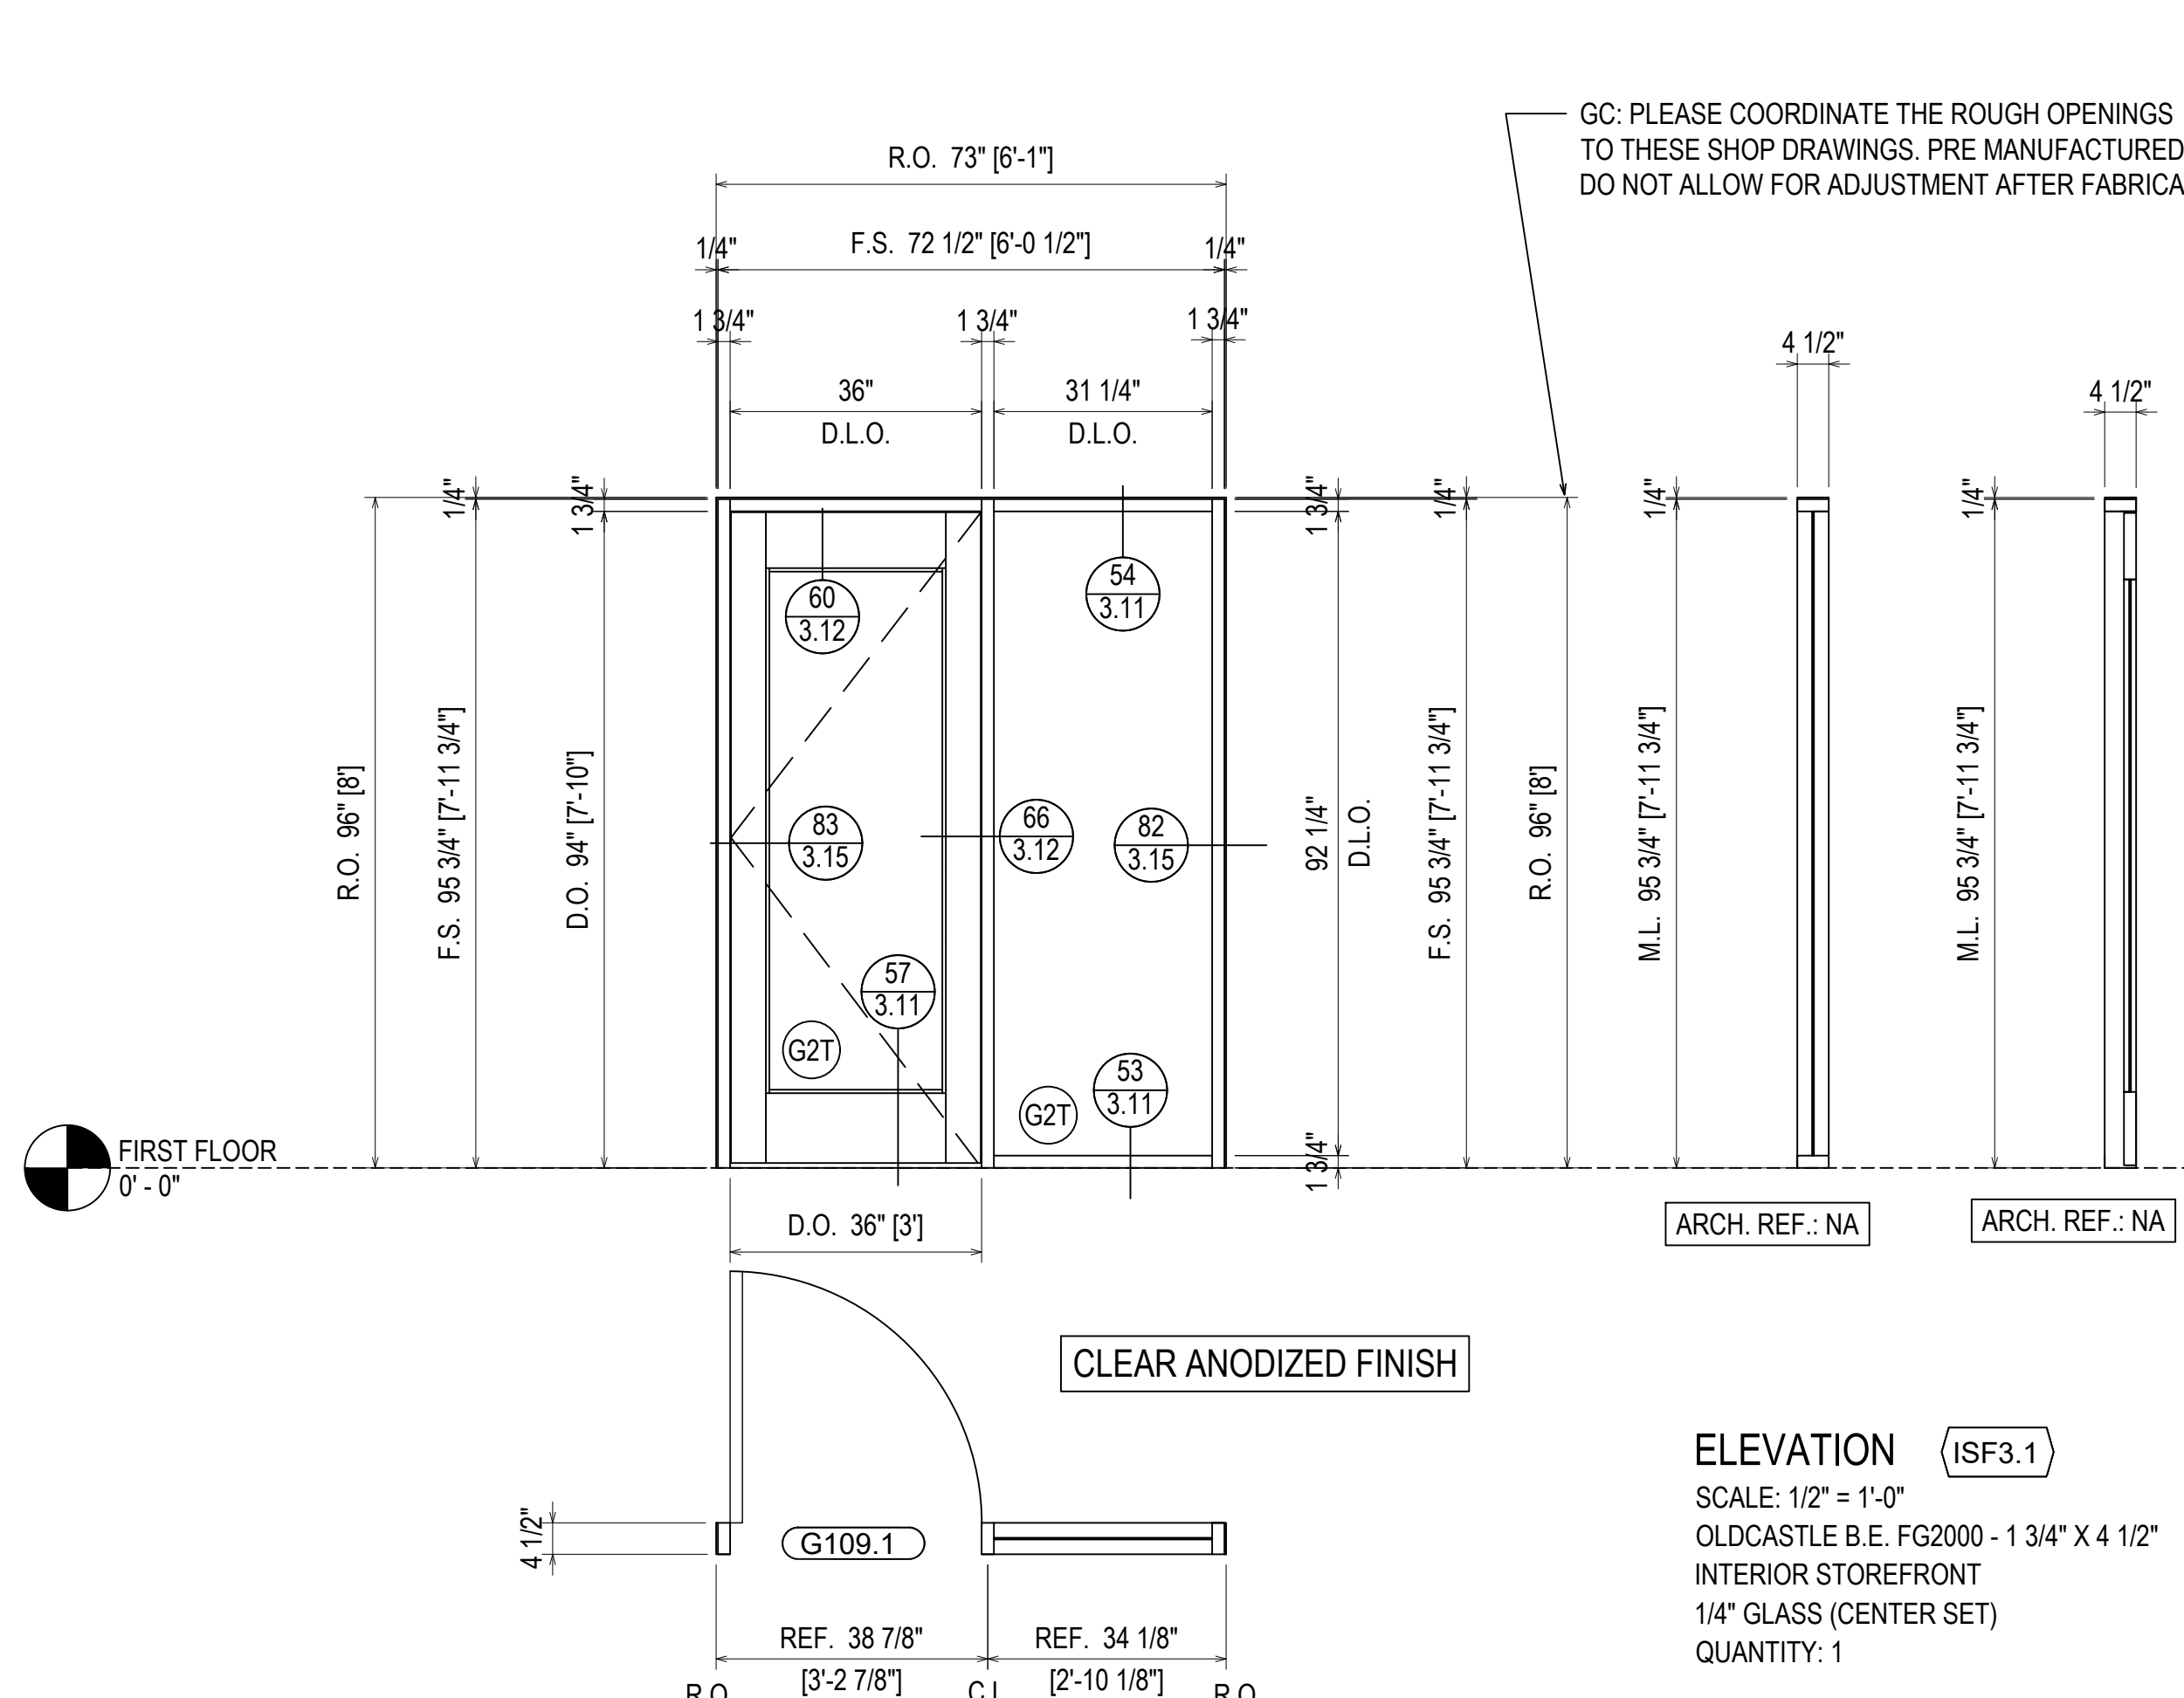 GC: PLEASE COORDINATE THE ROUGH OPENINGS
TO THESE SHOP DRAWINGS. PRE MANUFACTURED
DO NOT ALLOW FOR ADJUSTMENT AFTER FABRICA
R.O. 73" [6'-1"]
1/4"
F.S. 72 1/2" [6'-0 1/2"]
1/4"
1 3/4"
1 3/4"
1 3/4"
36"
D.L.O.
31 1/4"
D.L.O.
4 1/2"
4 1/2"
1/4"
1 3/4"
1 3/4"
1/4"
1/4"
1/4"
R.O. 96" [8']
F.S. 95 3/4" [7'-11 3/4"]
D.O. 94" [7'-10"]
60
3.12
54
3.11
83
3.15
66
3.12
82
3.15
57
3.11
G2T
53
3.11
G2T
92 1/4"
D.L.O.
1 3/4"
F.S. 95 3/4" [7'-11 3/4"]
R.O. 96" [8']
M.L. 95 3/4" [7'-11 3/4"]
M.L. 95 3/4" [7'-11 3/4"]
FIRST FLOOR
0' - 0"
ARCH. REF.: NA
ARCH. REF.: NA
D.O. 36" [3']
CLEAR ANODIZED FINISH
4 1/2"
G109.1
REF. 38 7/8"
[3'-2 7/8"]
REF. 34 1/8"
[2'-10 1/8"]
R.O.
C.L.
R.O.
ELEVATION
ISF3.1
SCALE: 1/2" = 1'-0"
OLDCASTLE B.E. FG2000 - 1 3/4" X 4 1/2"
INTERIOR STOREFRONT
1/4" GLASS (CENTER SET)
QUANTITY: 1